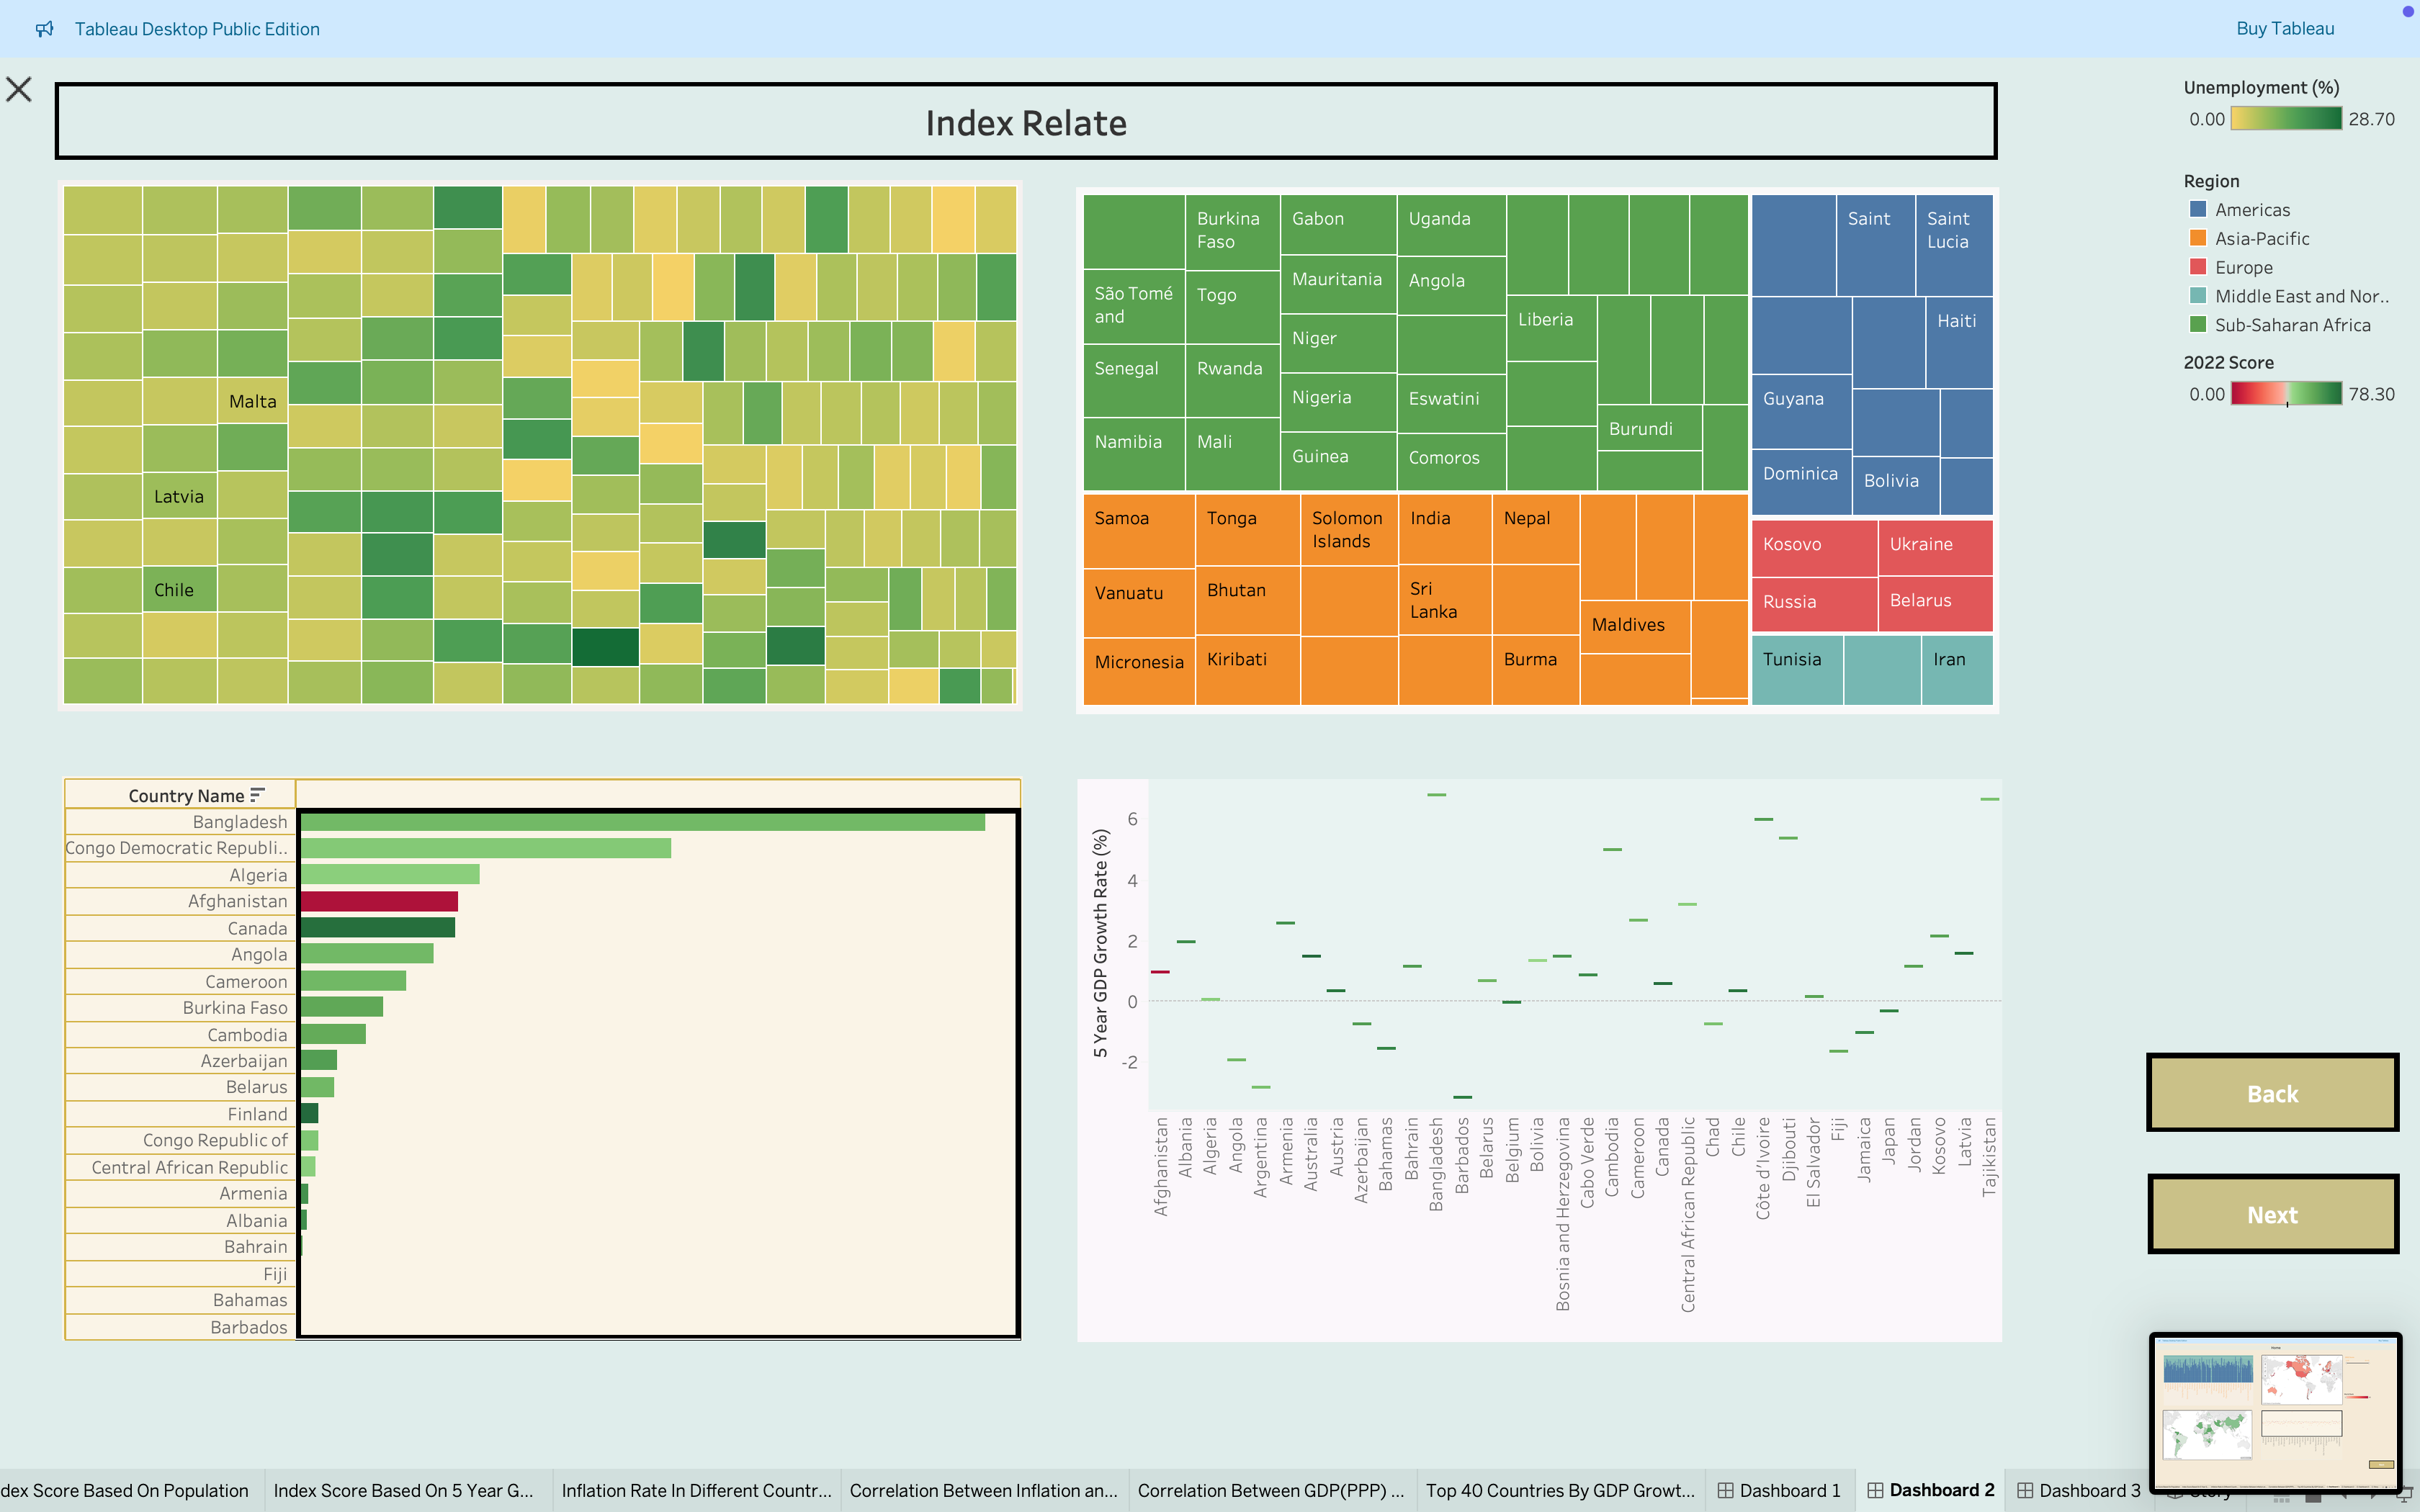 Tableau Desktop Public Edition
Buy Tableau
Index Relate
Unemployment (%)
0.00
28.70
Region
Americas
Asia-Pacific
Europe
Middle East and Nor..
Sub-Saharan Africa
2022 Score
0.00
78.30
Malta
Latvia
Chile
Burkina
Faso
Gabon
Uganda
Saint
Saint
Lucia
São Tomé
and
Togo
Mauritania
Angola
Niger
Liberia
Haiti
Senegal
Rwanda
Nigeria
Eswatini
Guyana
Burundi
Namibia
Mali
Guinea
Comoros
Dominica
Bolivia
Samoa
Tonga
Solomon
Islands
India
Nepal
Kosovo
Ukraine
Vanuatu
Bhutan
Sri
Lanka
Maldives
Russia
Belarus
Micronesia
Kiribati
Burma
Tunisia
Iran
Country Name
Bangladesh
Congo Democratic Republi..
Algeria
Afghanistan
Canada
Angola
Cameroon
Burkina Faso
Cambodia
Azerbaijan
Belarus
Finland
Congo Republic of
Central African Republic
Armenia
Albania
Bahrain
Fiji
Bahamas
Barbados
5 Year GDP Growth Rate (%)
6
4
2
0
-2
Afghanistan
Albania
Algeria
Angola
Argentina
Armenia
Australia
Austria
Azerbaijan
Bahamas
Bahrain
Bangladesh
Barbados
Belarus
Belgium
Bolivia
Bosnia and Herzegovina
Cabo Verde
Cambodia
Cameroon
Canada
Central African Republic
Chad
Chile
Côte d'Ivoire
Djibouti
El Salvador
Fiji
Jamaica
Japan
Jordan
Kosovo
Latvia
Tajikistan
Back
Next
dex Score Based On Population
Index Score Based On 5 Year G...
Inflation Rate In Different Countr...
Correlation Between Inflation an...
Correlation Between GDP(PPP) ...
Top 40 Countries By GDP Growt...
Dashboard 1
Dashboard 2
Dashboard 3